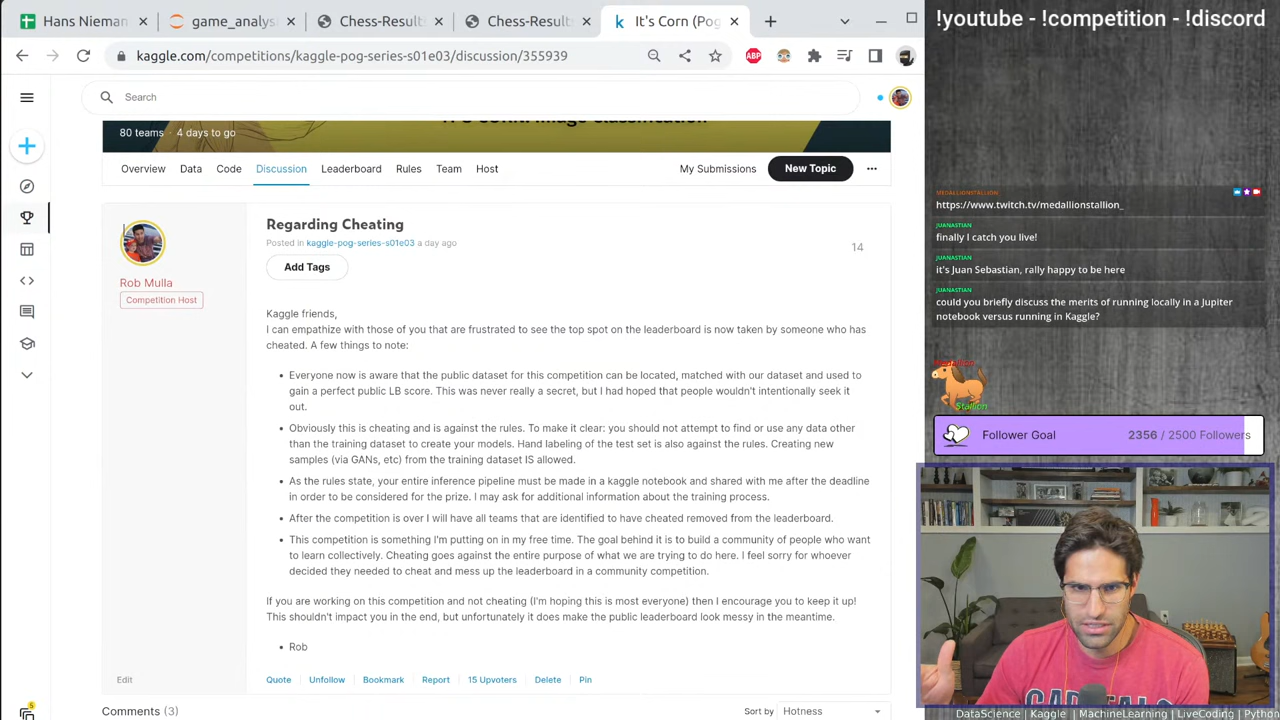 Hans Nieman
game_analys
Chess-Results
Chess-Results
k It's Corn (Pog
!youtube - !competition - !discord
kaggle.com/competitions/kaggle-pog-series-s01e03/discussion/355939
ABP
Search
80 teams · 4 days to go
Overview Data Code Discussion Leaderboard Rules Team Host My Submissions New Topic
Regarding Cheating
Posted in kaggle-pog-series-s01e03 a day ago
14
Add Tags
Rob Mulla
Competition Host
Kaggle friends,
I can empathize with those of you that are frustrated to see the top spot on the leaderboard is now taken by someone who has
cheated. A few things to note:
• Everyone now is aware that the public dataset for this competition can be located, matched with our dataset and used to
gain a perfect public LB score. This was never really a secret, but I had hoped that people wouldn't intentionally seek it
out.
• Obviously this is cheating and is against the rules. To make it clear: you should not attempt to find or use any data other
than the training dataset to create your models. Hand labeling of the test set is also against the rules. Creating new
samples (via GANs, etc) from the training dataset IS allowed.
• As the rules state, your entire inference pipeline must be made in a kaggle notebook and shared with me after the deadline
in order to be considered for the prize. I may ask for additional information about the training process.
• After the competition is over I will have all teams that are identified to have cheated removed from the leaderboard.
• This competition is something I'm putting on in my free time. The goal behind it is to build a community of people who want
to learn collectively. Cheating goes against the entire purpose of what we are trying to do here. I feel sorry for whoever
decided they needed to cheat and mess up the leaderboard in a community competition.
If you are working on this competition and not cheating (I'm hoping this is most everyone) then I encourage you to keep it up!
This shouldn't impact you in the end, but unfortunately it does make the public leaderboard look messy in the meantime.
• Rob
Edit
Quote Unfollow Bookmark Report 15 Upvoters Delete Pin
Comments (3)
Sort by Hotness
MEDALLIONSTALLION_
https://www.twitch.tv/medallionstallion_
JUANASTIAN
finally I catch you live!
JUANASTIAN
it's Juan Sebastian, rally happy to be here
JUANASTIAN
could you briefly discuss the merits of running locally in a Jupiter
notebook versus running in Kaggle?
Medallion
Stallion
Follower Goal 2356 / 2500 Followers
DataScience | Kaggle | MachineLearning | LiveCoding | Python